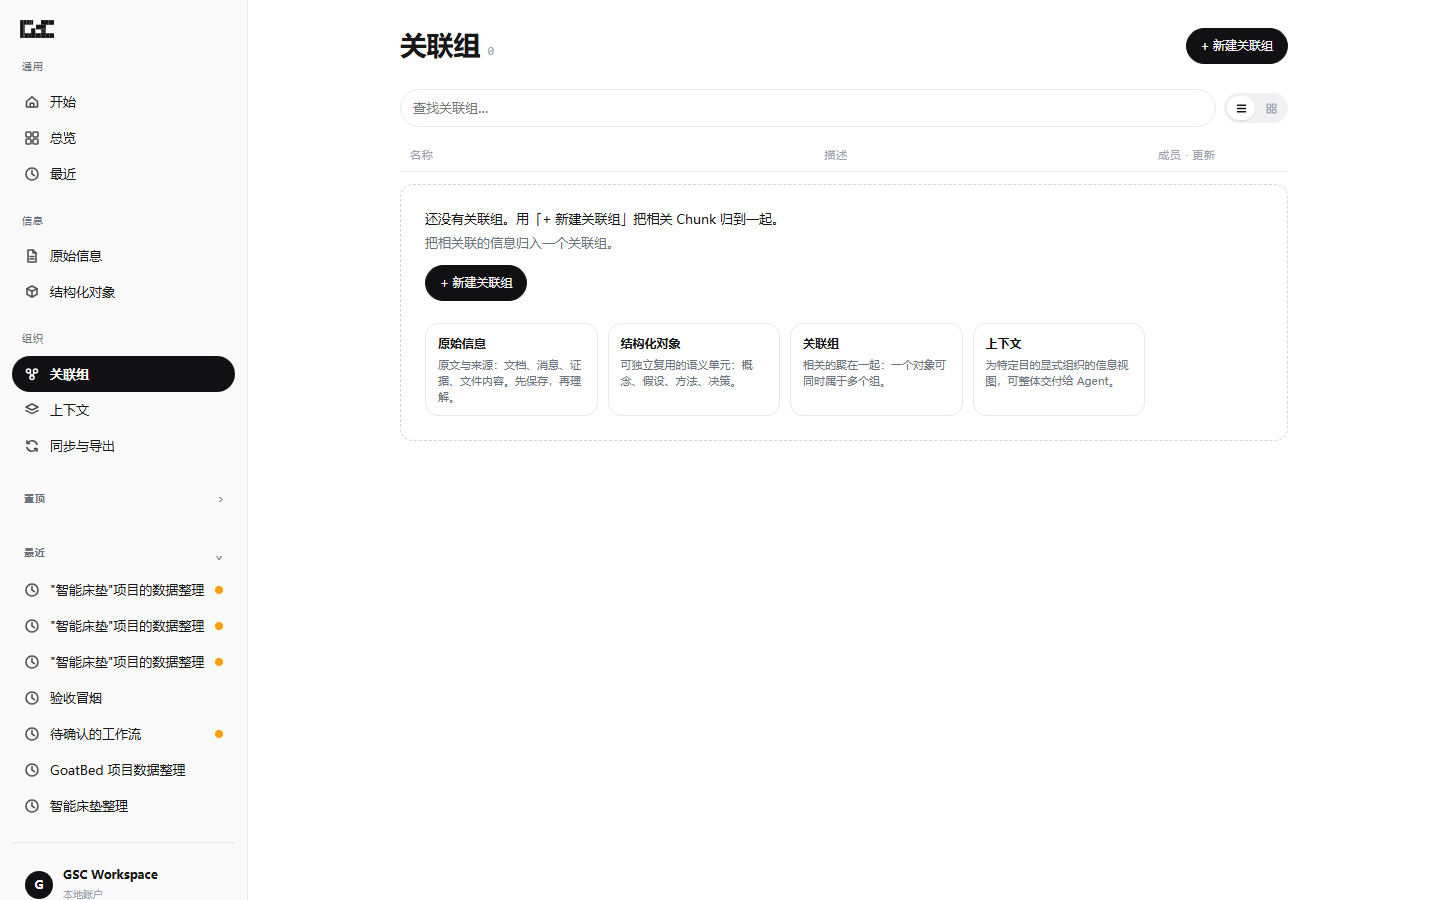 GSC
通用
开始
总览
最近
信息
原始信息
结构化对象
组织
关联组
上下文
同步与导出
置顶
最近
"智能床垫"项目的数据整理
"智能床垫"项目的数据整理
"智能床垫"项目的数据整理
验收冒烟
待确认的工作流
GoatBed 项目数据整理
智能床垫整理
G
GSC Workspace
本地账户
关联组 0
+ 新建关联组
查找关联组...
名称 描述 成员 · 更新
还没有关联组。用「+ 新建关联组」把相关 Chunk 归到一起。
把相关联的信息归入一个关联组。
+ 新建关联组
原始信息
原文与来源：文档、消息、证
据、文件内容。先保存，再理
解。
结构化对象
可独立复用的语义单元：概
念、假设、方法、决策。
关联组
相关的聚在一起：一个对象可
同时属于多个组。
上下文
为特定目的显式组织的信息视
图，可整体交付给 Agent。